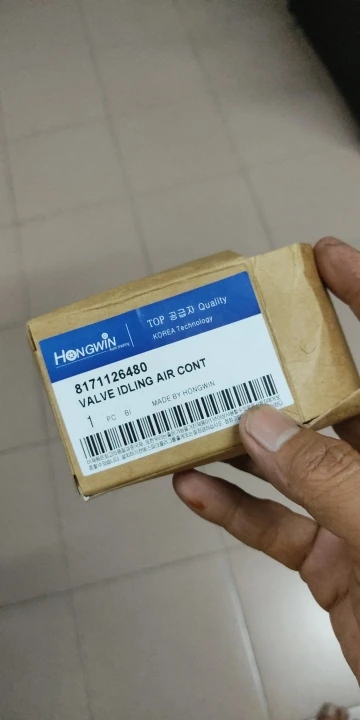 HONGWIN
TOP 공급자 Quality
KOREA Technology
8171126480
VALVE IDLING AIR CONT
1 PC BI MADE BY HONGWIN